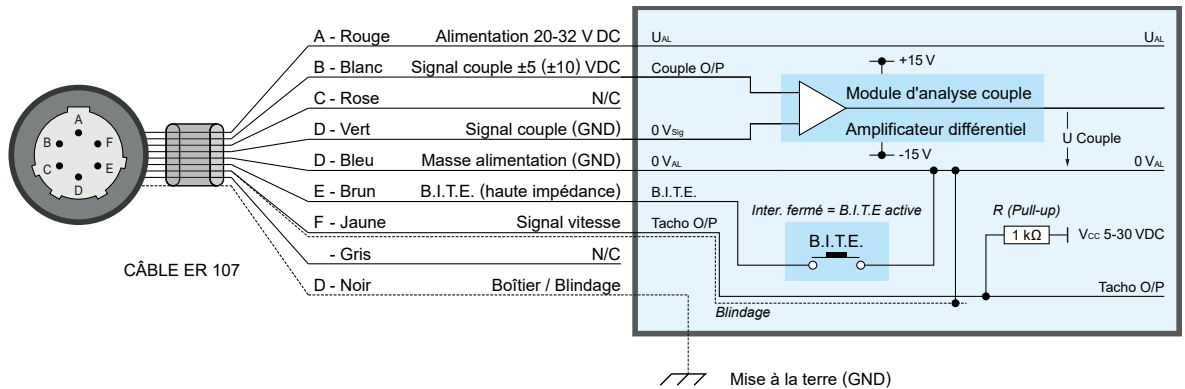 A
B
F
C
E
D
CÂBLE ER 107
A - Rouge Alimentation 20-32 V DC
B - Blanc Signal couple ±5 (±10) VDC
C - Rose N/C
D - Vert Signal couple (GND)
D - Bleu Masse alimentation (GND)
E - Brun B.I.T.E. (haute impédance)
F - Jaune Signal vitesse
- Gris N/C
D - Noir Boîtier / Blindage
UAL UAL
Couple O/P
+15 V
Module d'analyse couple
Amplificateur différentiel
-15 V
0 VSig
U Couple
0 VAL 0 VAL
B.I.T.E.
Inter. fermé = B.I.T.E active
B.I.T.E.
R (Pull-up)
1 kΩ
VCC 5-30 VDC
Tacho O/P
Tacho O/P
Blindage
Mise à la terre (GND)